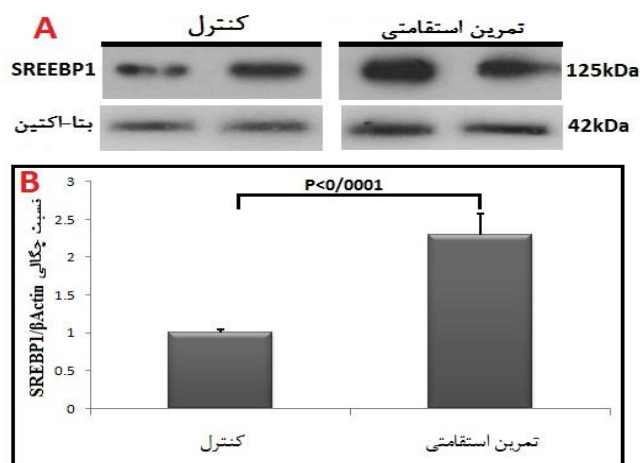 A
کنترل
تمرین استقامتی
SREEBP1
125kDa
بتا-اکتین
42kDa
B
P<0/0001
نسبت چگالی SREBP1/βActin
3
2.5
2
1.5
1
0.5
0
کنترل
تمرین استقامتی